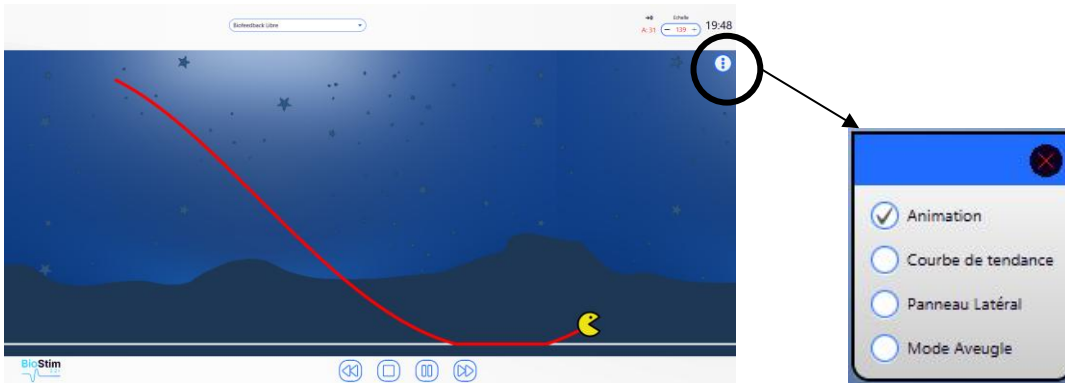 Biofeedback Libre
Echelle
A: 31 − 139 + 19:48
Animation
Courbe de tendance
Panneau Latéral
Mode Aveugle
BioStim